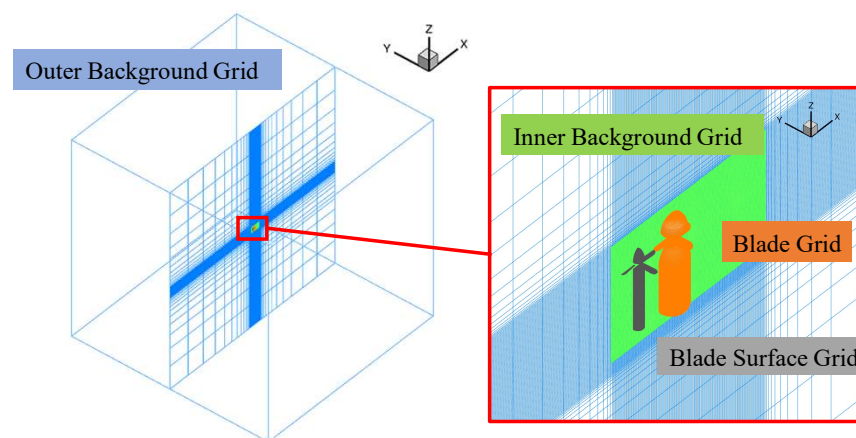 Outer Background Grid
Z
Y
X
Z
Y
X
Inner Background Grid
Blade Grid
Blade Surface Grid